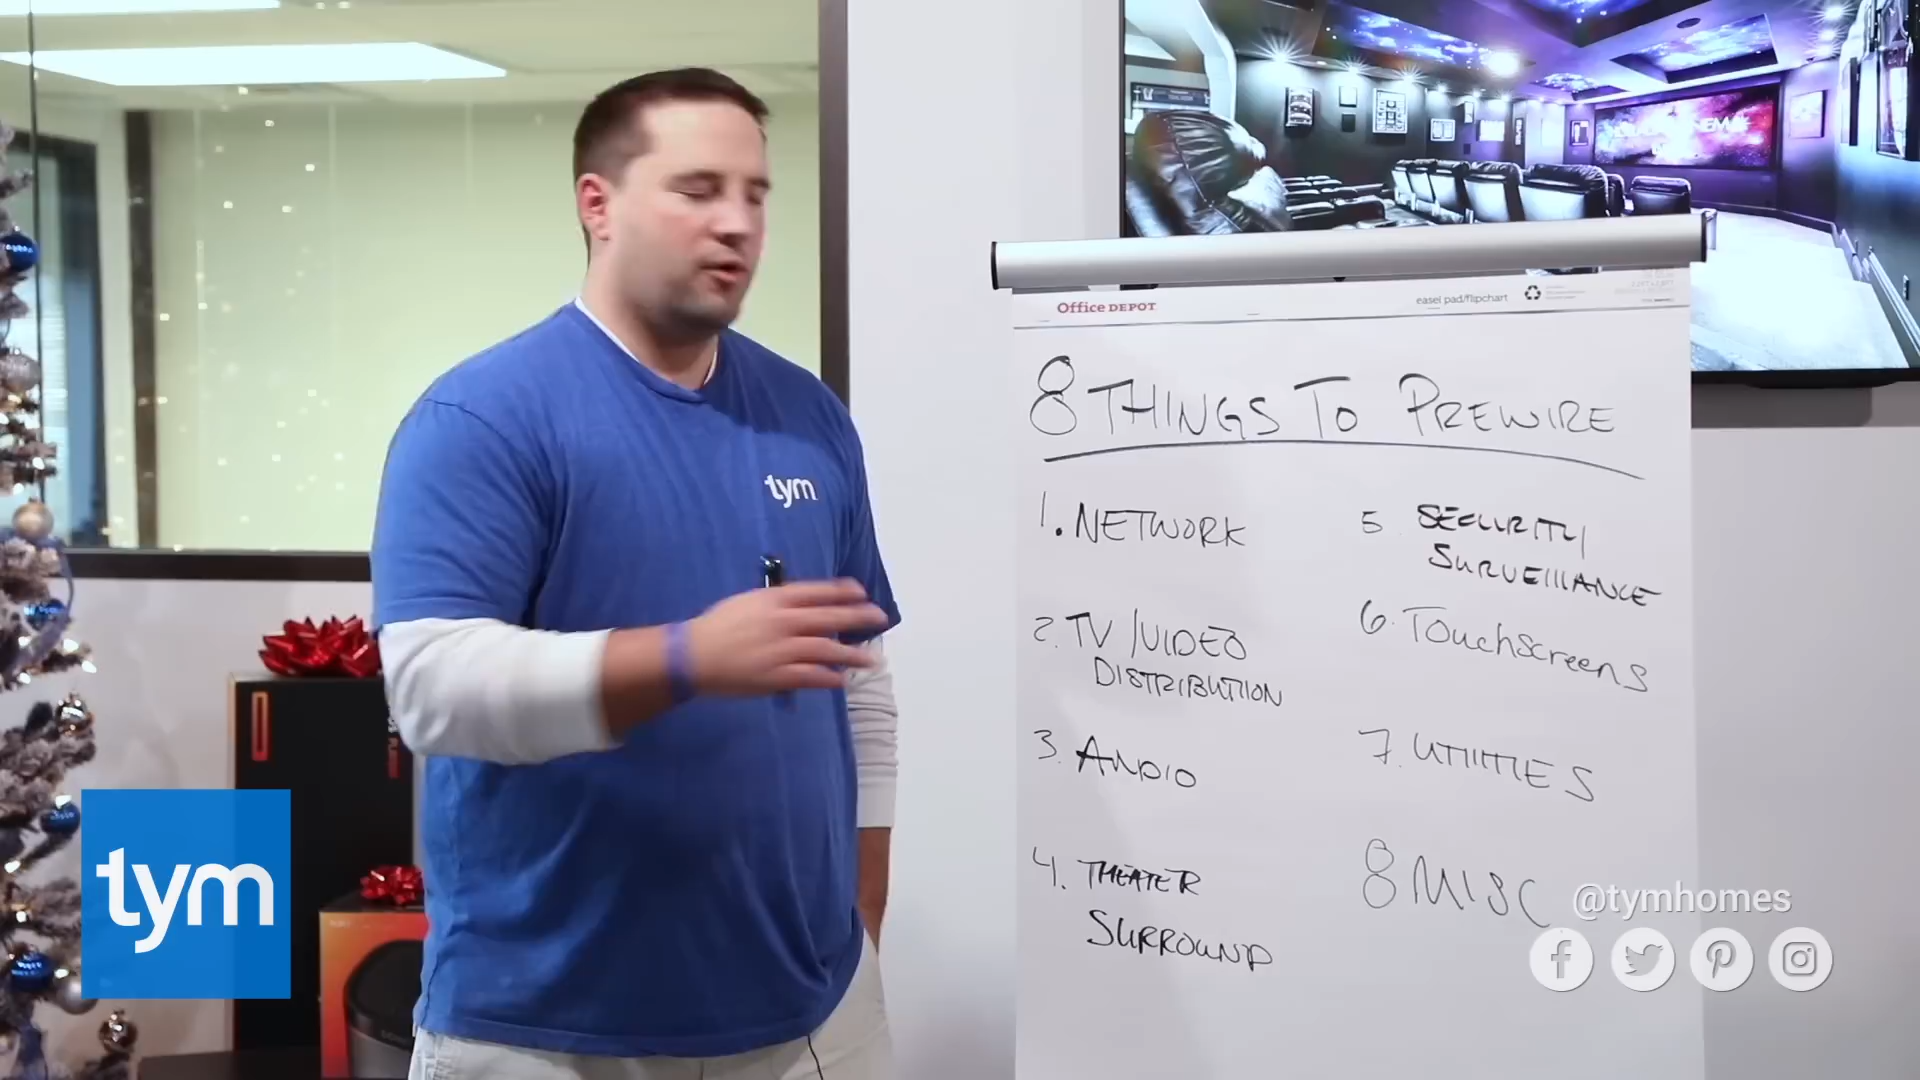 tym
Office DEPOT
easel pad/flipchart
8 THINGS TO PREWIRE
1. NETWORK
2. TV/VIDEO
DISTRIBUTION
3. AUDIO
4. THEATER
SURROUND
5 SECURITY/
SURVEILLANCE
6. Touchscreens
7. UTILITIES
8 MISC
tym
@tymhomes